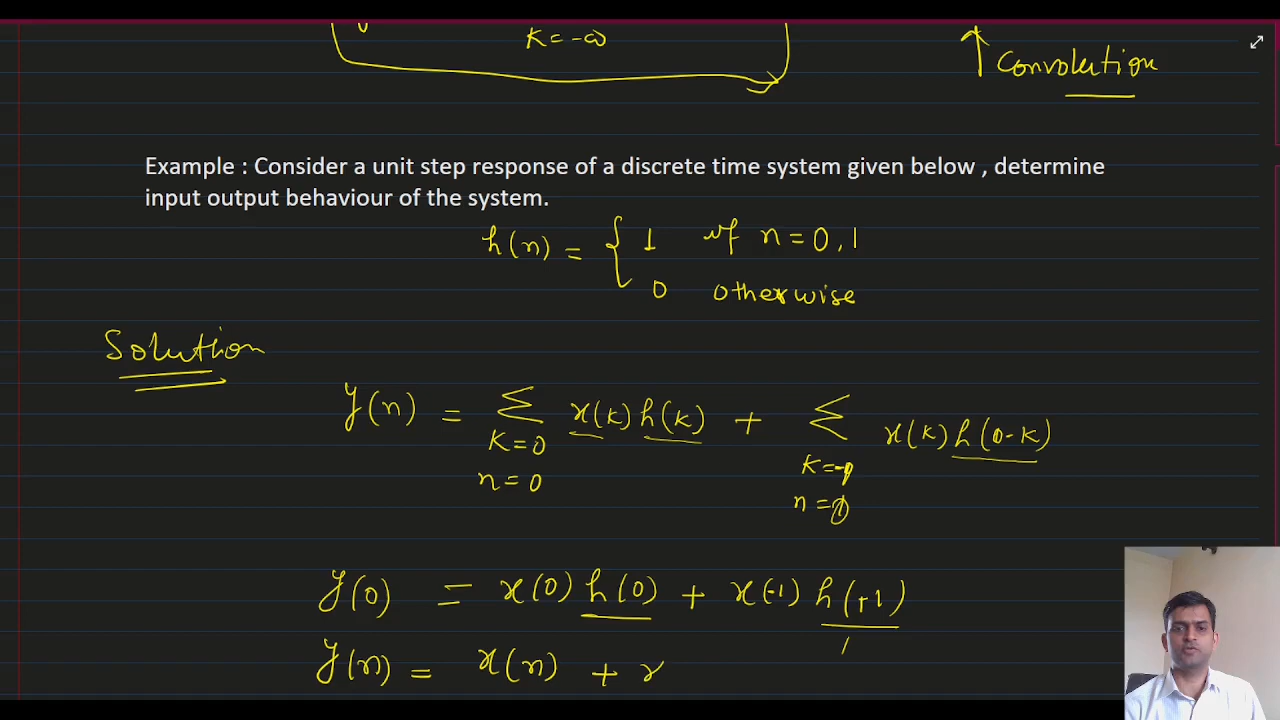 K = -∞
Convolution
Example : Consider a unit step response of a discrete time system given below , determine
input output behaviour of the system.
h(n) = { 1 if n = 0, 1
0 otherwise
Solution
y(n) = Σ x(k) h(k) + Σ x(k) h(0-k)
K = 0
n = 0
y(0) = x(0) h(0) + x(-1) h(+1)
y(n) = x(n) +